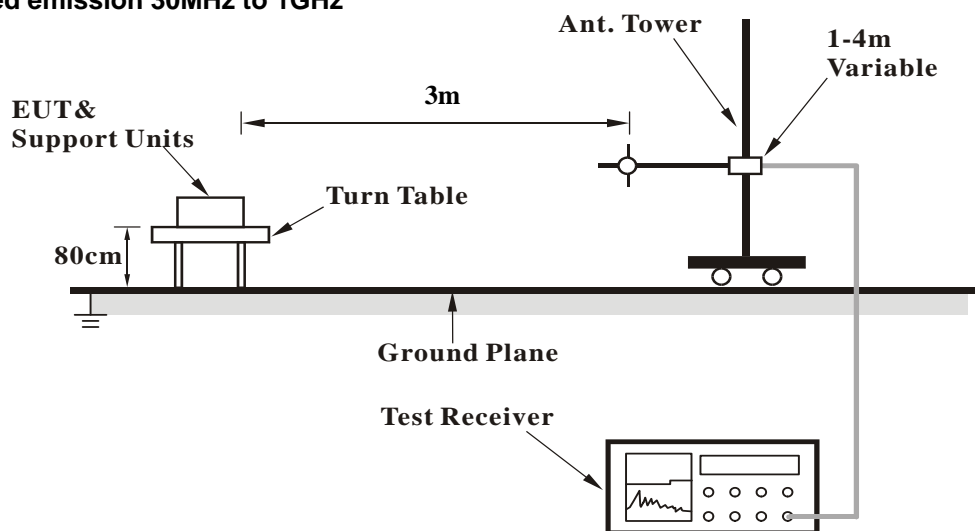 emission 30MHz to 1GHz
Ant. Tower
1-4m
Variable
3m
EUT&
Support Units
Turn Table
80cm
Ground Plane
Test Receiver